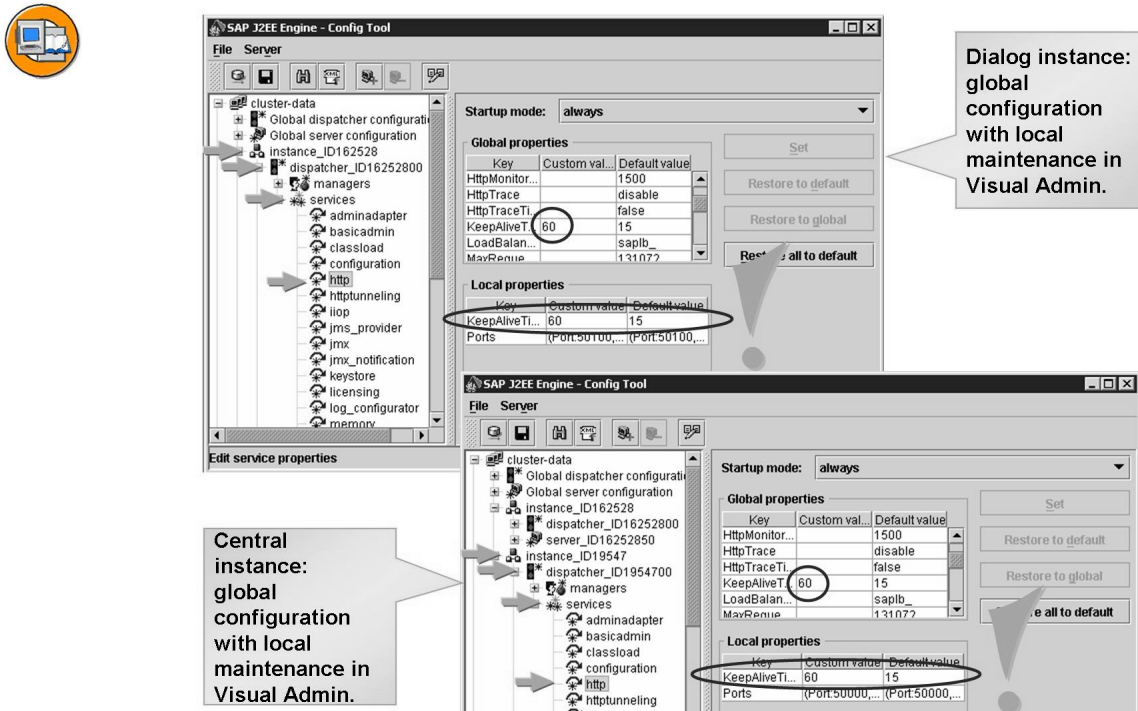 SAP J2EE Engine - Config Tool
File Server
cluster-data
Global dispatcher configurati
Global server configuration
instance_ID162528
dispatcher_ID16252800
managers
services
adminadapter
basicadmin
classload
configuration
http
httptunneling
iiop
jms_provider
jmx
jmx_notification
keystore
licensing
log_configurator
memory
Edit service properties
Startup mode: always
Global properties
Key Custom val... Default value
HttpMonitor... 1500
HttpTrace disable
HttpTraceTi... false
KeepAliveT... 60 15
LoadBalan... saplb_
MaxReque... 131072
Set
Restore to default
Restore to global
Restore all to default
Local properties
Key Custom value Default value
KeepAliveTi... 60 15
Ports (Port:50100,... (Port:50100,...
Dialog instance:
global
configuration
with local
maintenance in
Visual Admin.
SAP J2EE Engine - Config Tool
File Server
cluster-data
Global dispatcher configurati
Global server configuration
instance_ID162528
dispatcher_ID16252800
server_ID16252850
instance_ID19547
dispatcher_ID1954700
managers
services
adminadapter
basicadmin
classload
configuration
http
httptunneling
Startup mode: always
Global properties
Key Custom val... Default value
HttpMonitor... 1500
HttpTrace disable
HttpTraceTi... false
KeepAliveT... 60 15
LoadBalan... saplb_
MaxReque 131072
Set
Restore to default
Restore to global
e all to default
Local properties
Key Custom value Default value
KeepAliveTi... 60 15
Ports (Port:50000,... (Port:50000,...
Central
instance:
global
configuration
with local
maintenance in
Visual Admin.